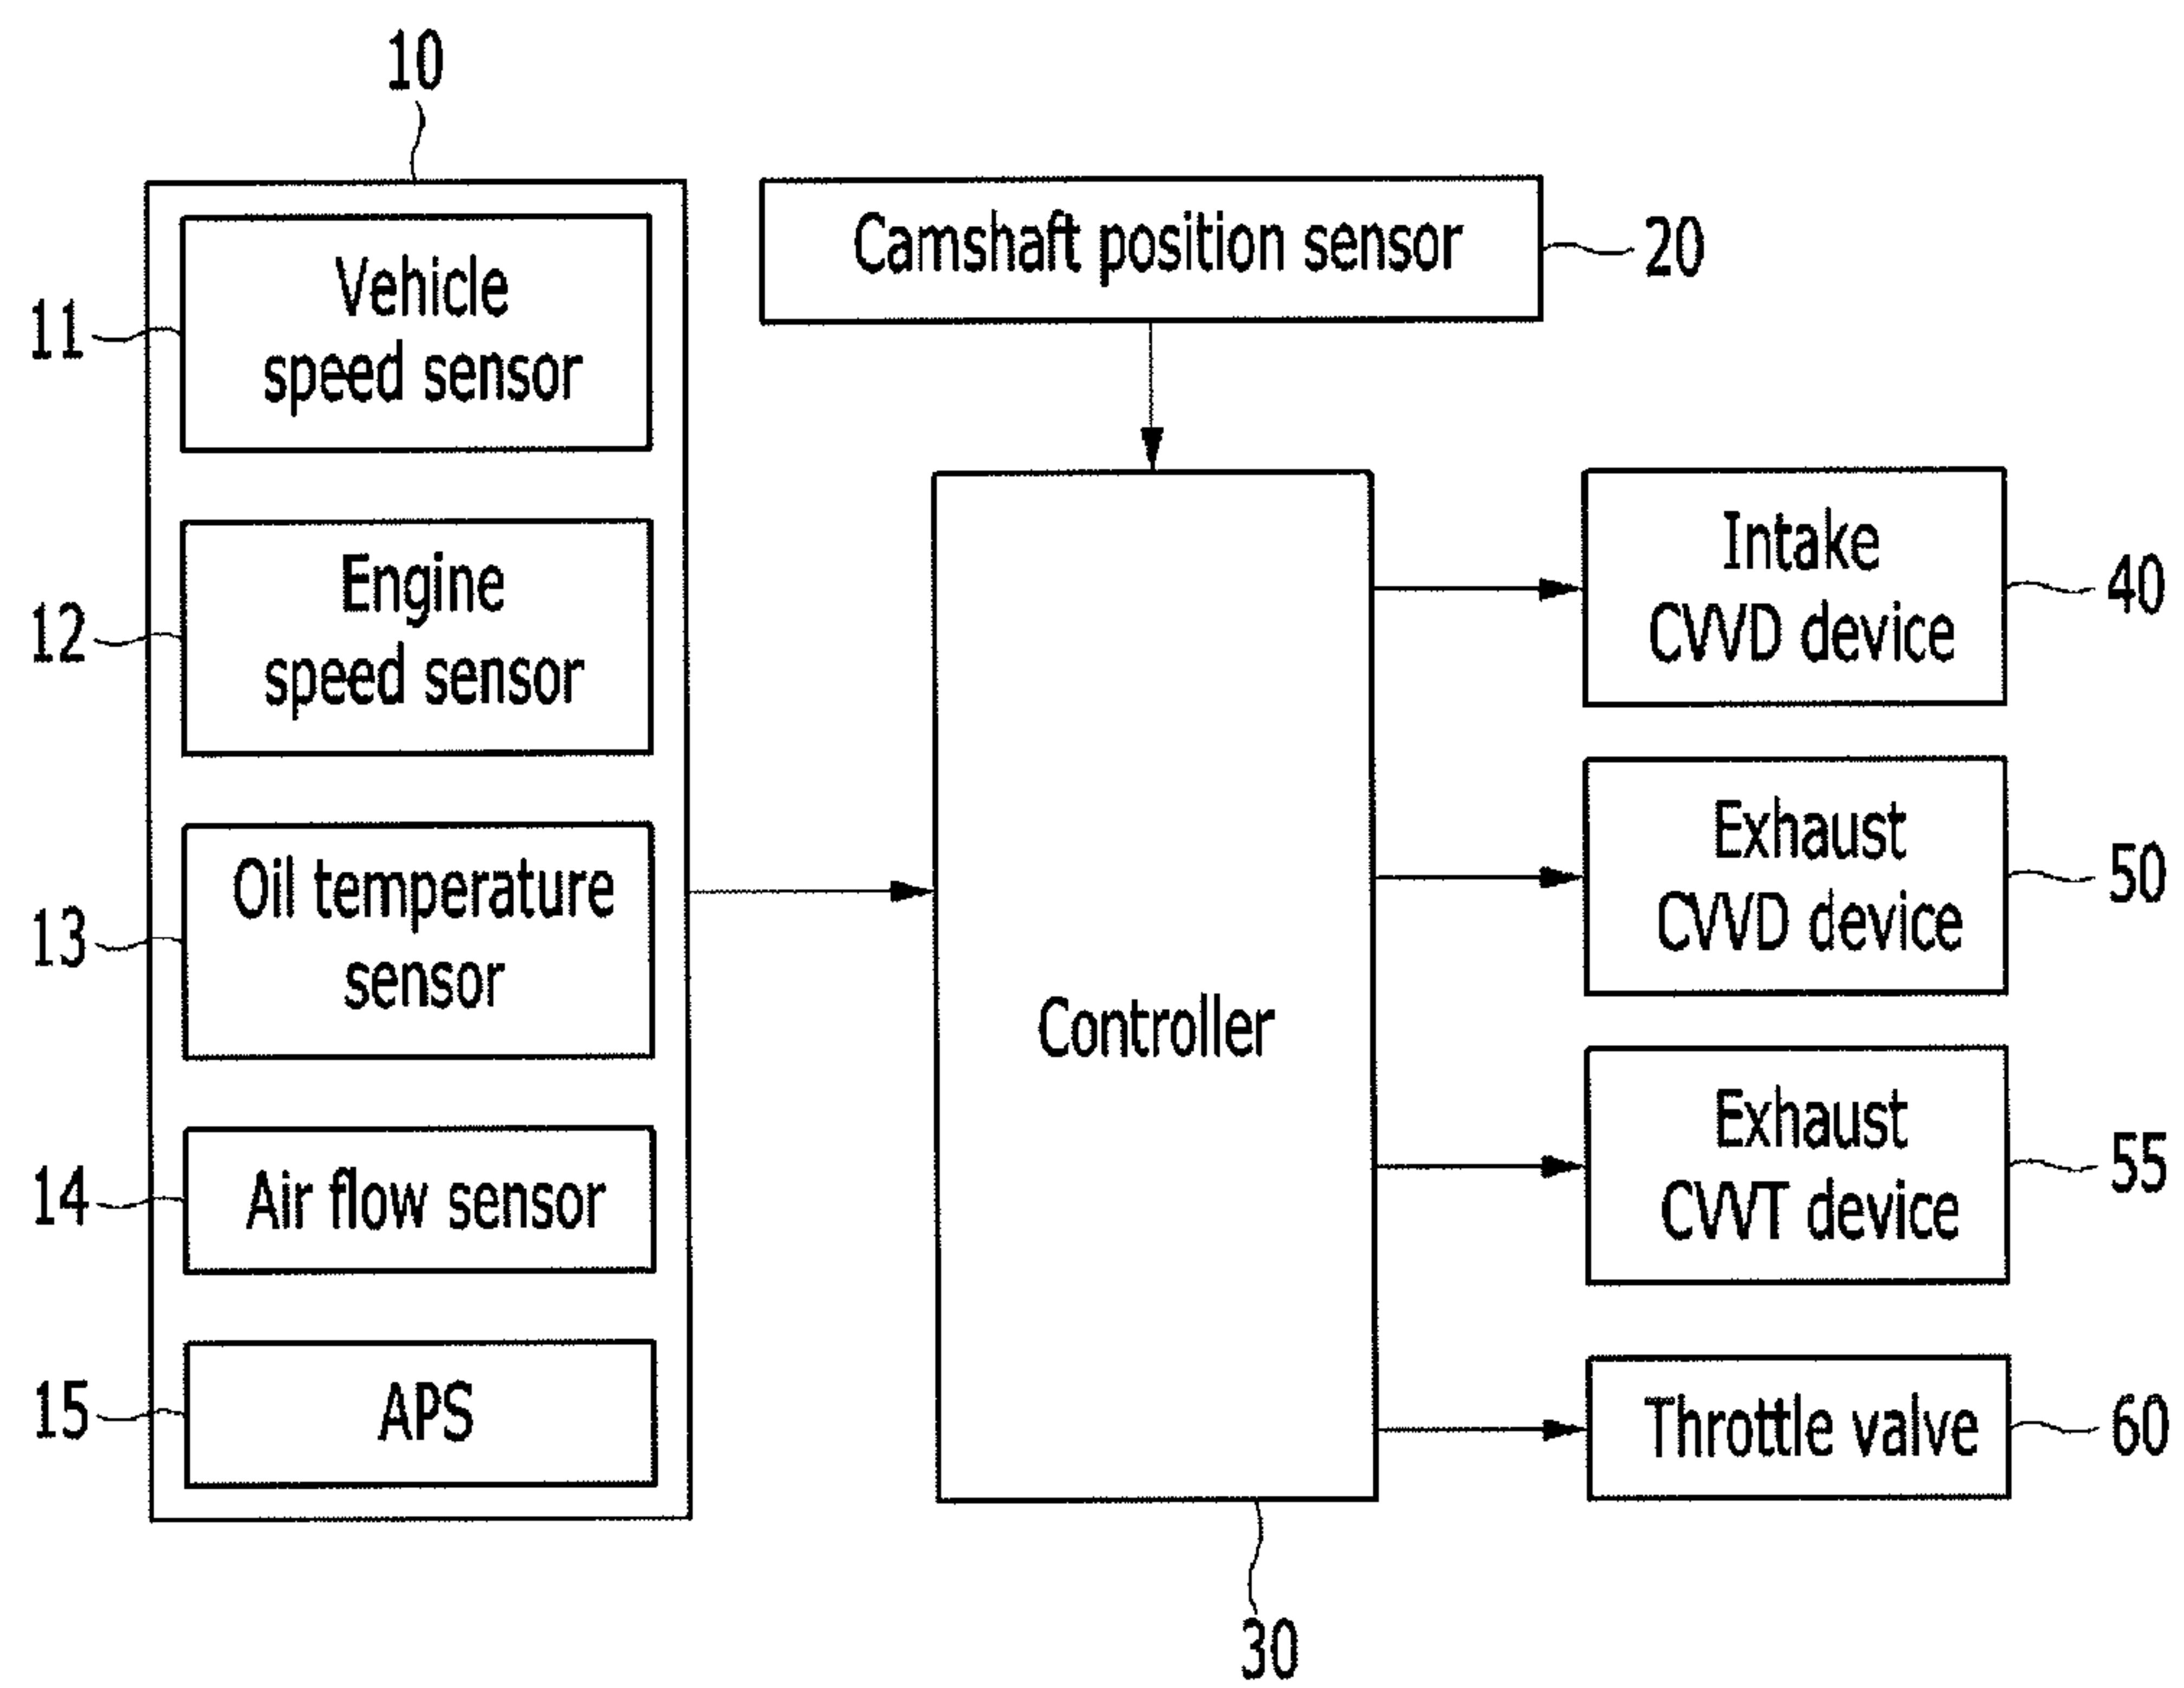 10
11
Vehicle
speed sensor
12
Engine
speed sensor
13
Oil temperature
sensor
14
Air flow sensor
15
APS
Camshaft position sensor
20
Controller
30
Intake
CVVD device
40
Exhaust
CVVD device
50
Exhaust
CVVT device
55
Throttle valve
60